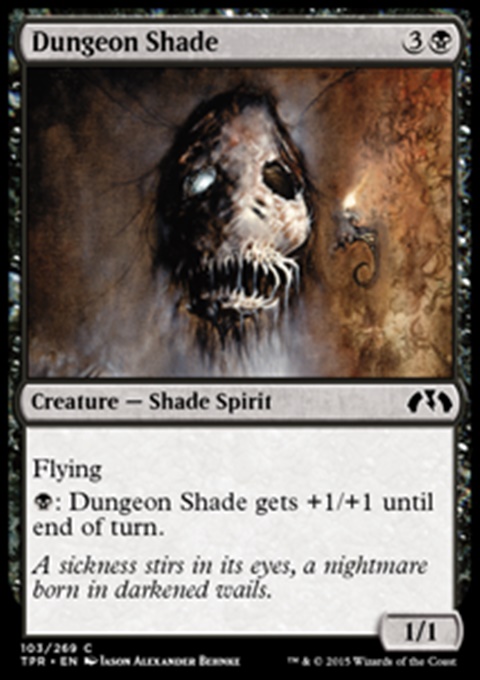 Dungeon Shade 3
Creature — Shade Spirit
Flying
: Dungeon Shade gets +1/+1 until
end of turn.
A sickness stirs in its eyes, a nightmare
born in darkened wails.
1/1
103/269 C
TPR • EN Jason Alexander Behnke
™ & © 2015 Wizards of the Coast